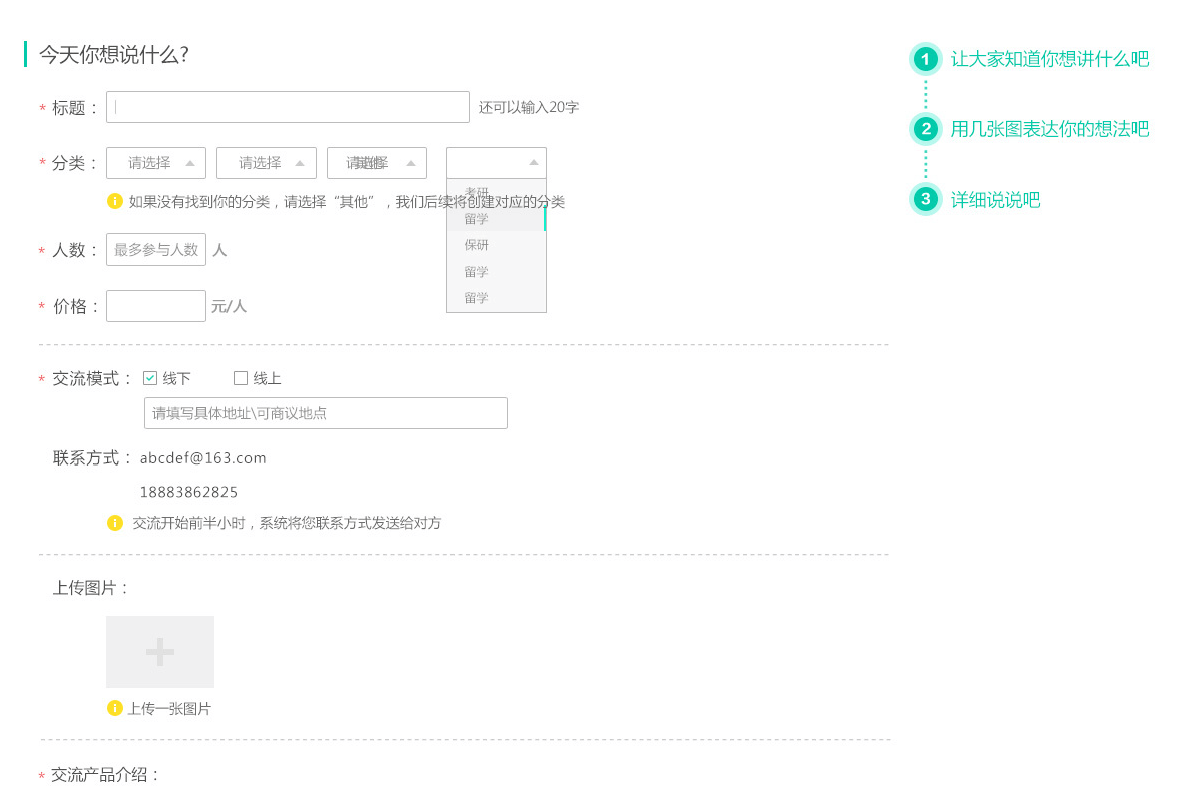 今天你想说什么?
* 标题： 还可以输入20字
* 分类： 请选择 请选择 请选择
考研
如果没有找到你的分类，请选择“其他”，我们后续将创建对应的分类
留学
* 人数： 最多参与人数 人
保研
留学
留学
* 价格： 元/人
* 交流模式： 线下 线上
请填写具体地址\可商议地点
联系方式： abcdef@163.com
18883862825
交流开始前半小时，系统将您联系方式发送给对方
上传图片：
上传一张图片
* 交流产品介绍：
1 让大家知道你想讲什么吧
2 用几张图表达你的想法吧
3 详细说说吧